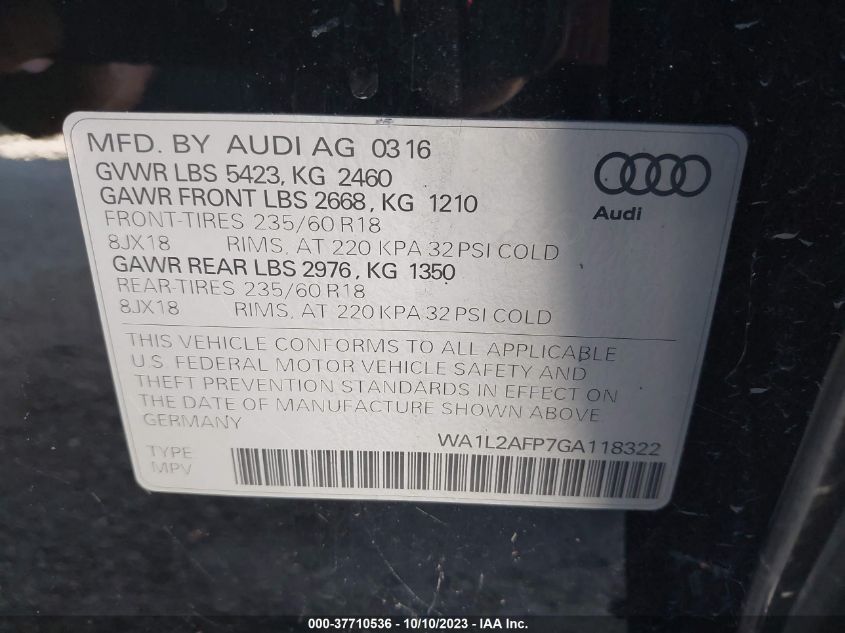 MFD. BY AUDI AG 03 16
GVWR LBS 5423, KG 2460
GAWR FRONT LBS 2668, KG 1210
FRONT-TIRES 235/60 R18
8JX18 RIMS, AT 220 KPA 32 PSI COLD
GAWR REAR LBS 2976, KG 1350
REAR-TIRES 235/60 R18
8JX18 RIMS, AT 220 KPA 32 PSI COLD
Audi
THIS VEHICLE CONFORMS TO ALL APPLICABLE
U.S. FEDERAL MOTOR VEHICLE SAFETY AND
THEFT PREVENTION STANDARDS IN EFFECT ON
THE DATE OF MANUFACTURE SHOWN ABOVE
GERMANY
WA1L2AFP7GA118322
TYPE
MPV
000-37710536 - 10/10/2023 - IAA Inc.